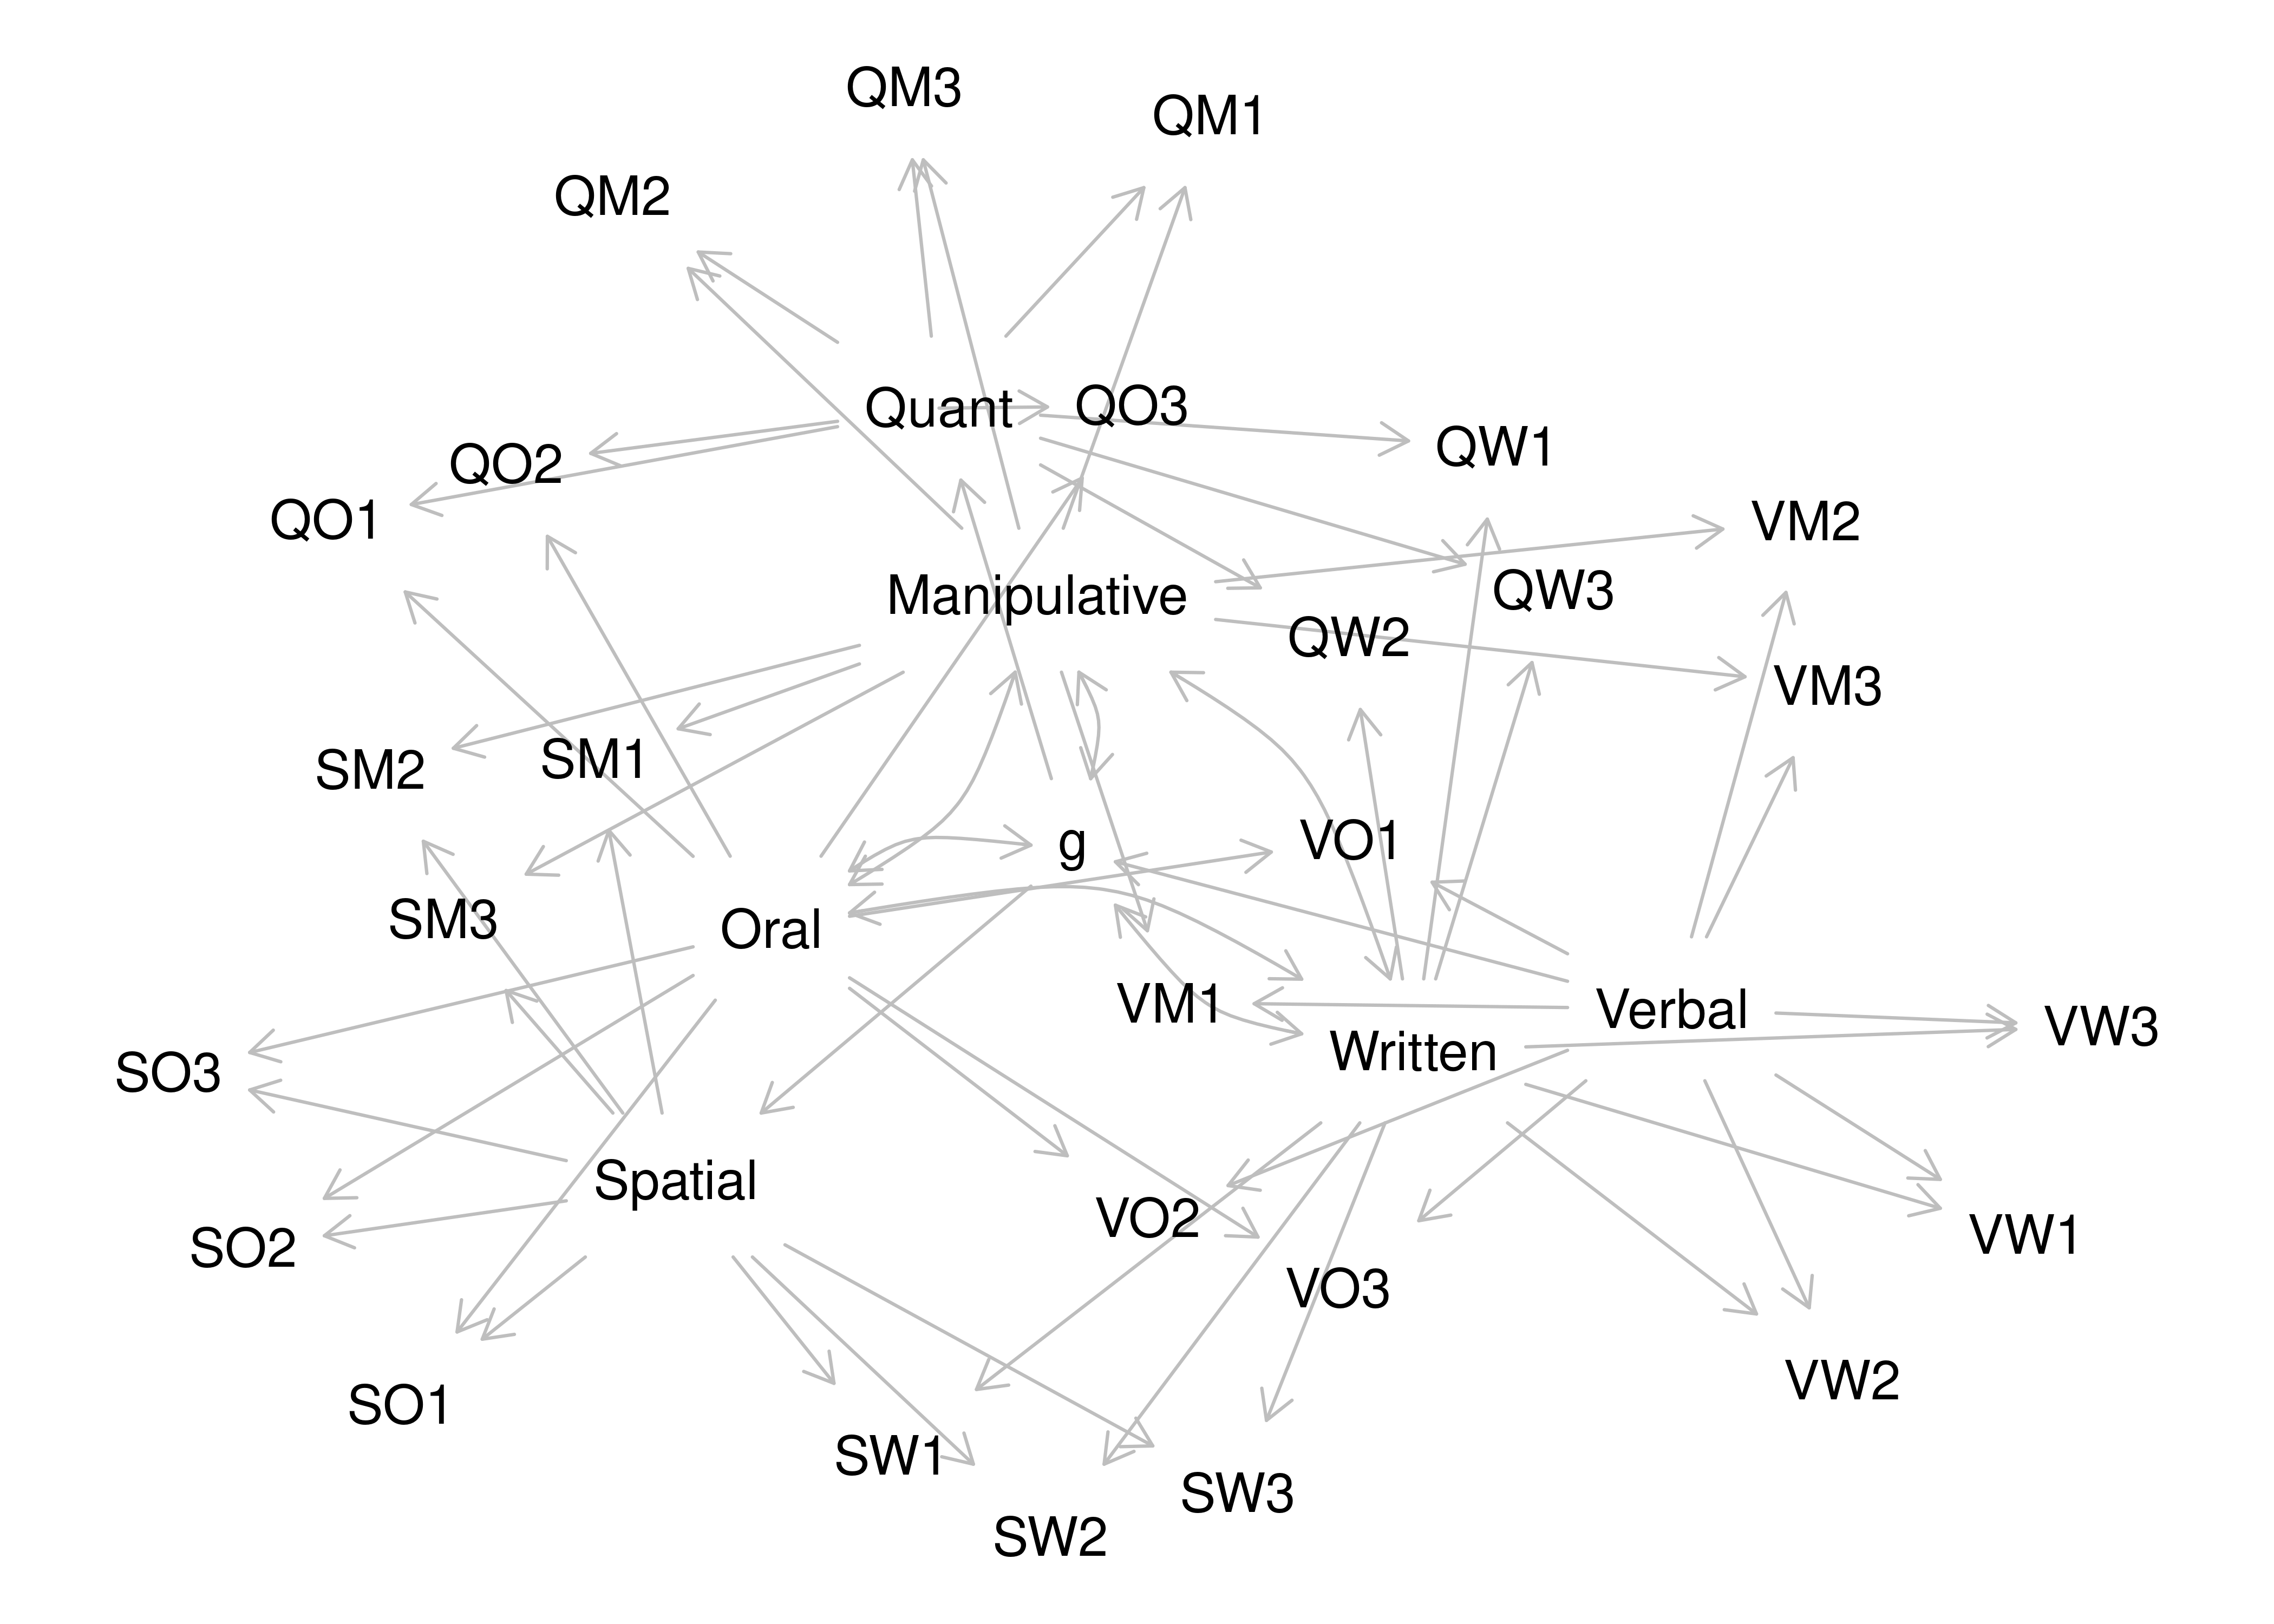 QM3
QM1
QM2
Quant
QO3
QW1
QO2
QO1
VM2
Manipulative
QW3
QW2
VM3
SM2
SM1
g
VO1
SM3
Oral
VM1
Verbal
VW3
Written
SO3
Spatial
VO2
VW1
SO2
VO3
VW2
SO1
SW1
SW3
SW2